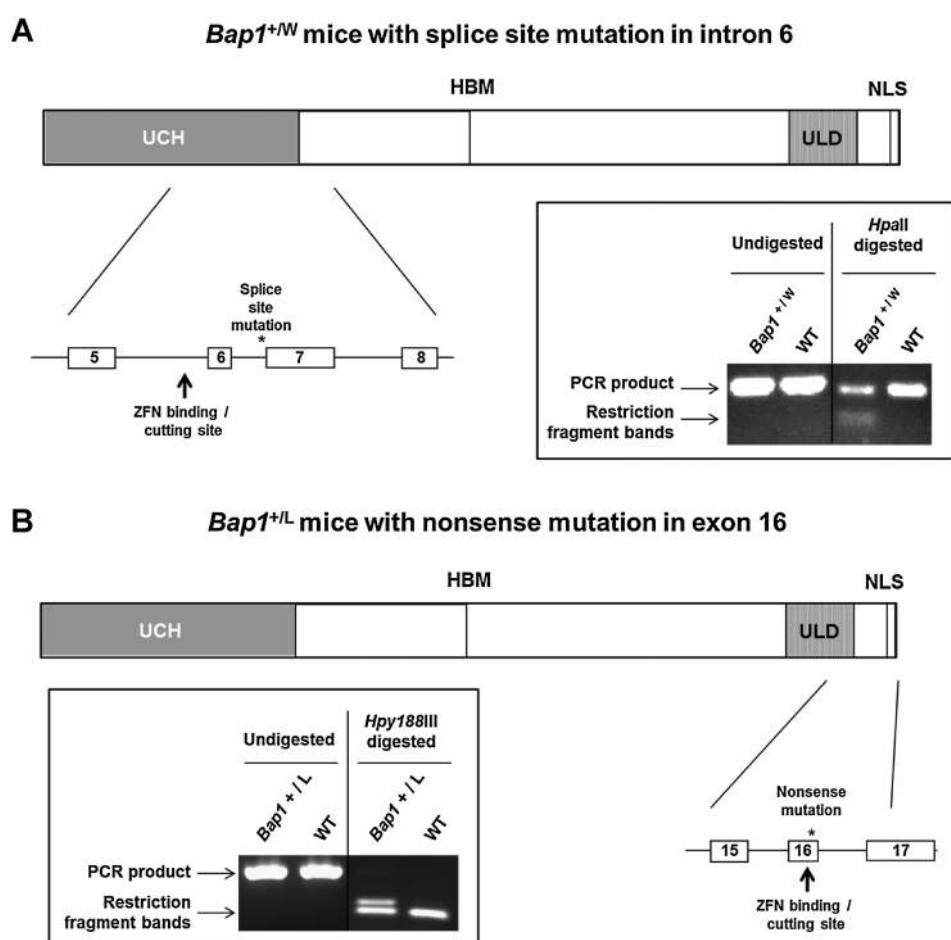 A
Bap1+/W mice with splice site mutation in intron 6
HBM
NLS
UCH
ULD
Splice
site
mutation
*
5
6
7
8
ZFN binding /
cutting site
Undigested
HpaII
digested
Bap1 +/W
WT
Bap1 +/W
WT
PCR product
Restriction
fragment bands
B
Bap1+/L mice with nonsense mutation in exon 16
HBM
NLS
UCH
ULD
Undigested
Hpy188III
digested
Bap1 +/ L
WT
Bap1 +/ L
WT
PCR product
Restriction
fragment bands
Nonsense
mutation
*
15
16
17
ZFN binding /
cutting site